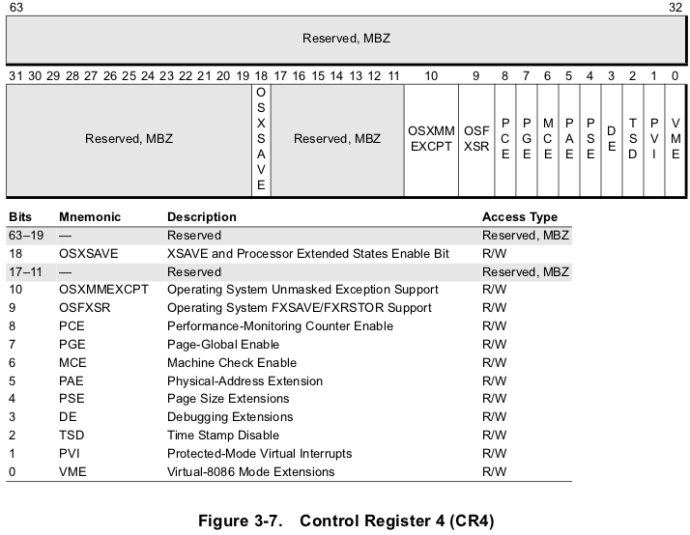 63 32
Reserved, MBZ
31 30 29 28 27 26 25 24 23 22 21 20 19 18 17 16 15 14 13 12 11 10 9 8 7 6 5 4 3 2 1 0
Reserved, MBZ OSXSAVE Reserved, MBZ OSXMMEXCPT OSFXSR PCE PGE MCE PAE PSE DE TSD PVI VME
Bits Mnemonic Description Access Type
63–19 — Reserved Reserved, MBZ
18 OSXSAVE XSAVE and Processor Extended States Enable Bit R/W
17–11 — Reserved Reserved, MBZ
10 OSXMMEXCPT Operating System Unmasked Exception Support R/W
9 OSFXSR Operating System FXSAVE/FXRSTOR Support R/W
8 PCE Performance-Monitoring Counter Enable R/W
7 PGE Page-Global Enable R/W
6 MCE Machine Check Enable R/W
5 PAE Physical-Address Extension R/W
4 PSE Page Size Extensions R/W
3 DE Debugging Extensions R/W
2 TSD Time Stamp Disable R/W
1 PVI Protected-Mode Virtual Interrupts R/W
0 VME Virtual-8086 Mode Extensions R/W
Figure 3-7. Control Register 4 (CR4)